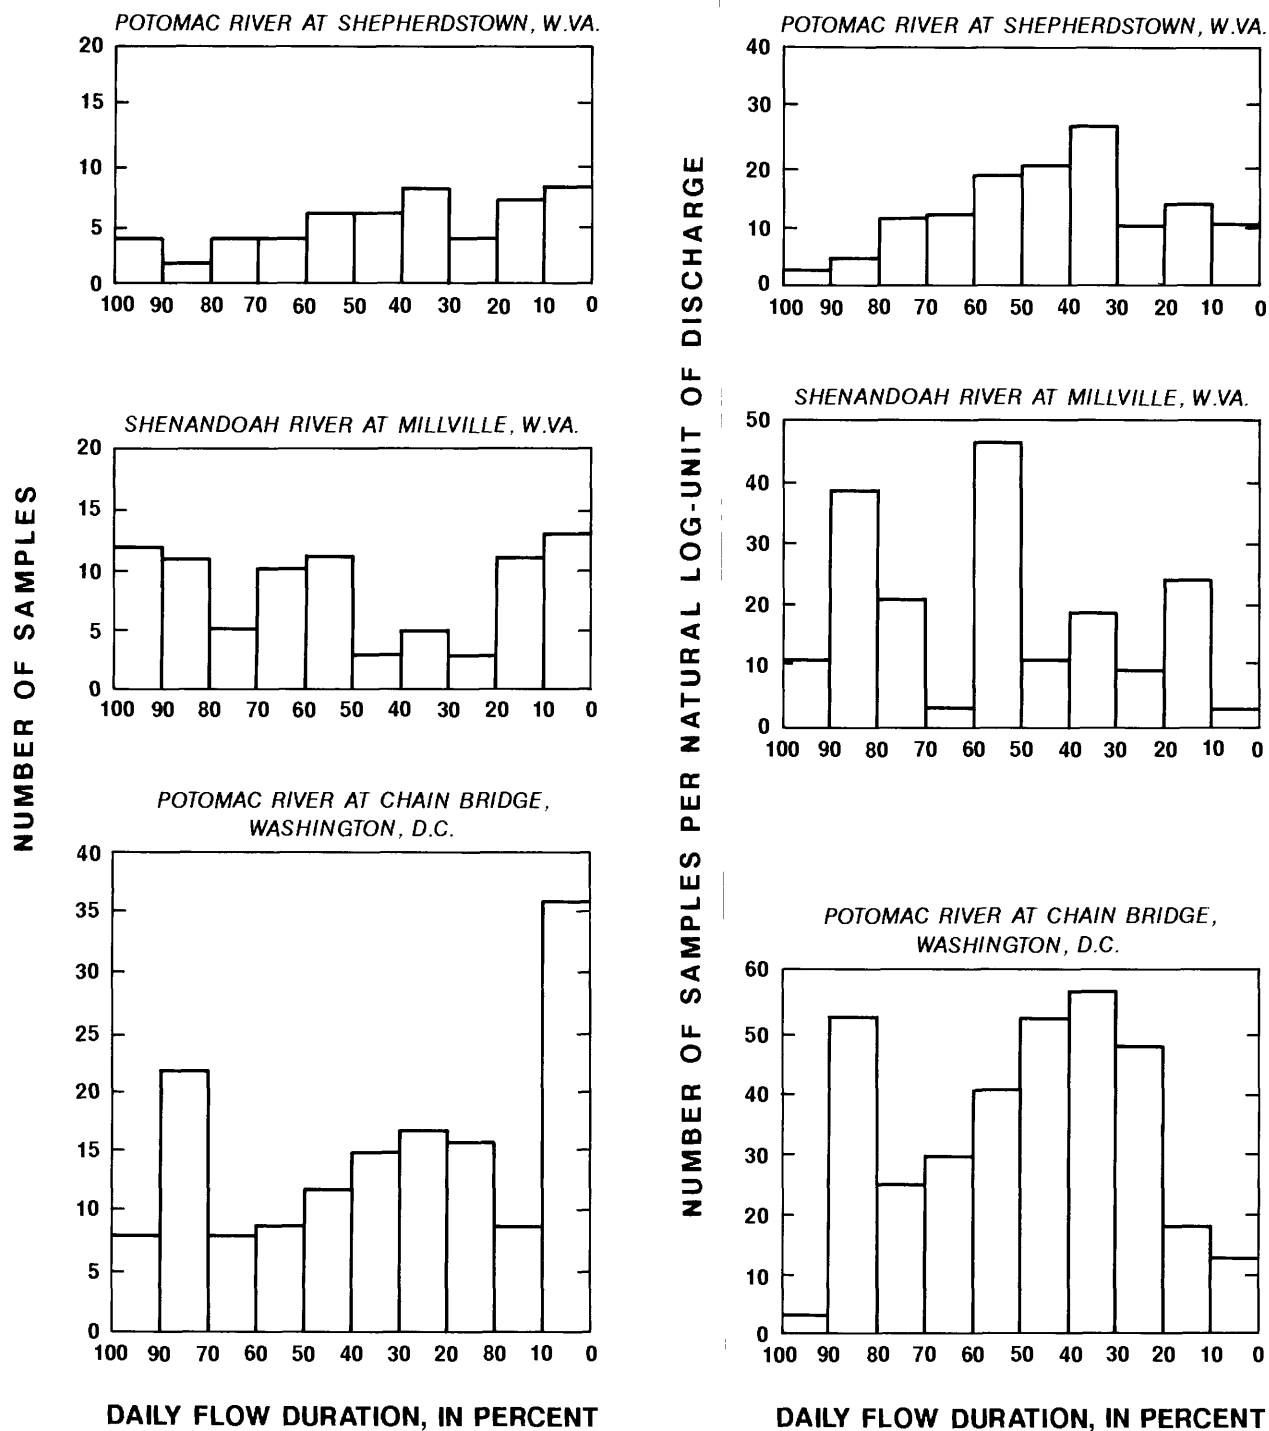 NUMBER OF SAMPLES
POTOMAC RIVER AT SHEPHERDSTOWN, W.VA.
20
15
10
5
0
100 90 80 70 60 50 40 30 20 10 0
SHENANDOAH RIVER AT MILLVILLE, W.VA.
20
15
10
5
0
100 90 80 70 60 50 40 30 20 10 0
POTOMAC RIVER AT CHAIN BRIDGE,
WASHINGTON, D.C.
40
35
30
25
20
15
10
5
0
100 90 70 60 50 40 30 20 80 10 0
DAILY FLOW DURATION, IN PERCENT
NUMBER OF SAMPLES PER NATURAL LOG-UNIT OF DISCHARGE
POTOMAC RIVER AT SHEPHERDSTOWN, W.VA.
40
30
20
10
0
100 90 80 70 60 50 40 30 20 10 0
SHENANDOAH RIVER AT MILLVILLE, W.VA.
50
40
30
20
10
0
100 90 80 70 60 50 40 30 20 10 0
POTOMAC RIVER AT CHAIN BRIDGE,
WASHINGTON, D.C.
60
50
40
30
20
10
0
100 90 80 70 60 50 40 30 20 10 0
DAILY FLOW DURATION, IN PERCENT